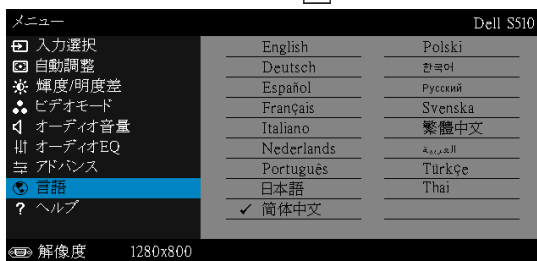 メニュー Dell S510
入力選択 English Polski
自動調整 Deutsch 한국어
輝度/明度差 Español Русский
ビデオモード Français Svenska
オーディオ音量 Italiano 繁體中文
オーディオEQ Nederlands العربية
アドバンス Português Türkçe
言語 日本語 Thai
? ヘルプ ✓ 简体中文
解像度 1280x800